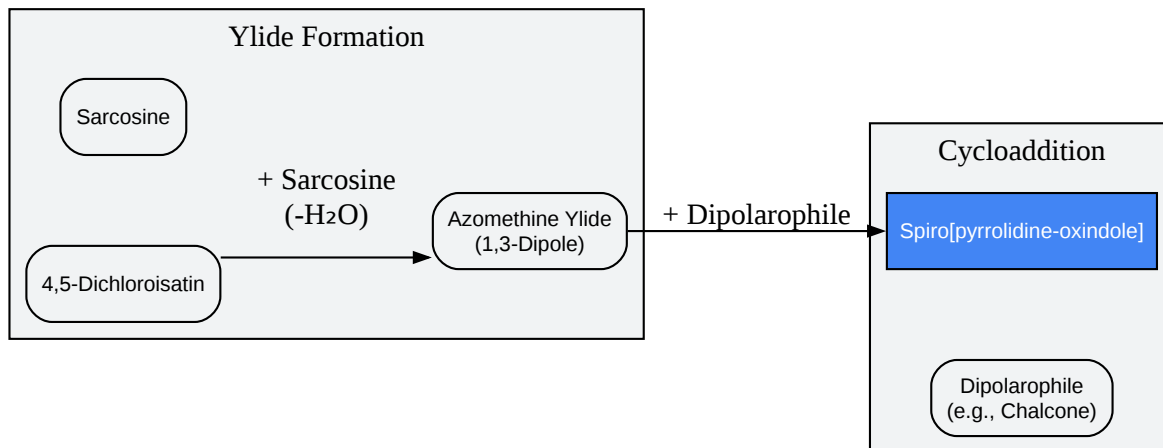 Ylide Formation
Sarcosine
+ Sarcosine
(-H₂O)
4,5-Dichloroisatin
Azomethine Ylide
(1,3-Dipole)
+ Dipolarophile
Cycloaddition
Spiro[pyrrolidine-oxindole]
Dipolarophile
(e.g., Chalcone)